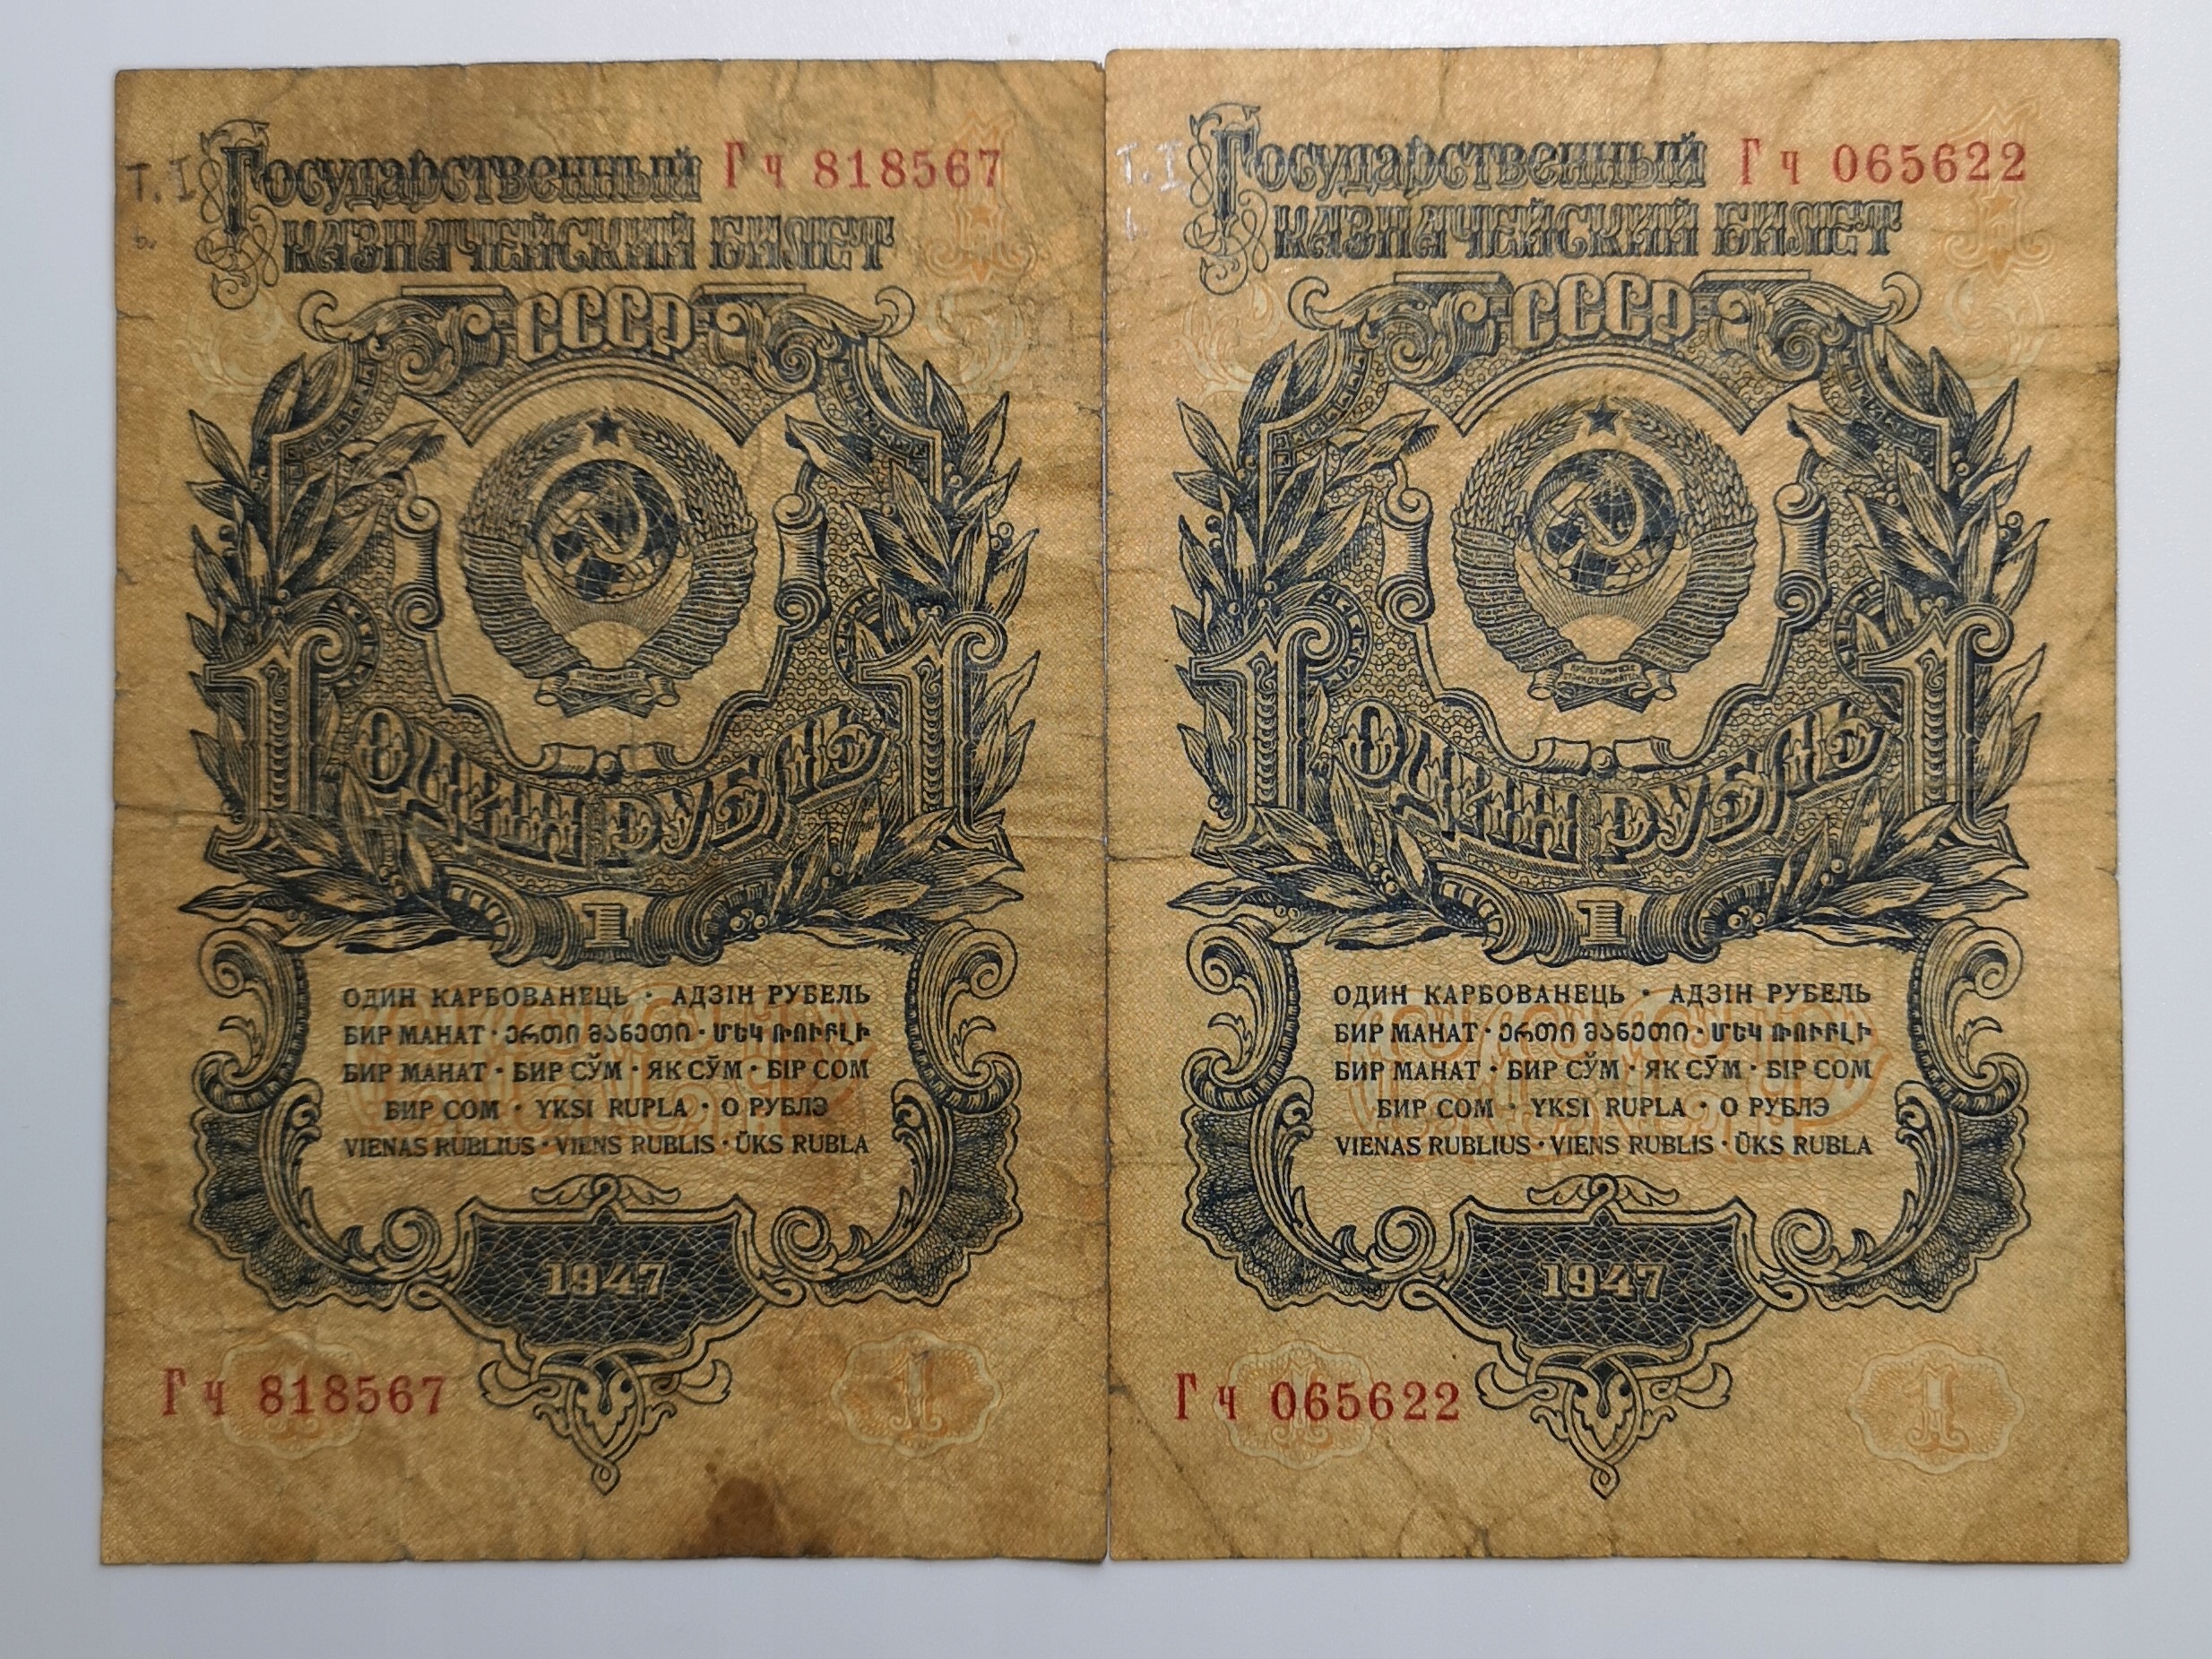 Т. I
Государственный Гч 818567
КАЗНАЧЕЙСКИЙ БИЛЕТ
СССР
1 1
ОДИН РУБЛЬ
1
ОДИН КАРБОВАНЕЦЬ · АДЗІН РУБЕЛЬ
БИР МАНАТ · ერთი მანეთი · ՄԵԿ ՌՈՒԲԼԻ
БИР МАНАТ · БИР СЎМ · ЯК СӮМ · БІР СОМ
БИР СОМ · YKSI RUPLA · О РУБЛЭ
VIENAS RUBLIUS · VIENS RUBLIS · ÜKS RUBLA
1947
Гч 818567
1
Т. I
Государственный Гч 065622
КАЗНАЧЕЙСКИЙ БИЛЕТ
СССР
1 1
ОДИН РУБЛЬ
1
ОДИН КАРБОВАНЕЦЬ · АДЗІН РУБЕЛЬ
БИР МАНАТ · ერთი მანეთი · ՄԵԿ ՌՈՒԲԼԻ
БИР МАНАТ · БИР СЎМ · ЯК СӮМ · БІР СОМ
БИР СОМ · YKSI RUPLA · О РУБЛЭ
VIENAS RUBLIUS · VIENS RUBLIS · ÜKS RUBLA
1947
Гч 065622
1